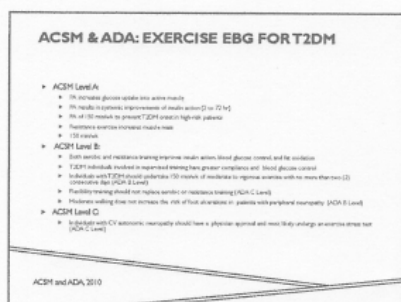 ACSM & ADA: EXERCISE EBG FOR T2DM
ACSM Level A:
PA increases glucose uptake into active muscle
PA results in systemic improvements of insulin action [2 to 72 hr]
PA of 150 min/wk to prevent T2DM onset in high-risk patients
Resistance exercise increases muscle mass
150 min/wk
ACSM Level B:
Both aerobic and resistance training improve insulin action, blood glucose control, and fat oxidation
T2DM individuals involved in supervised training have greater compliance and blood glucose control
Individuals with T2DM should undertake 150 min/wk of moderate to vigorous exercise with no more than two (2)
consecutive days (ADA B Level)
Flexibility training should not replace aerobic or resistance training (ADA C Level)
Moderate walking does not increase the risk of foot ulcerations in patients with peripheral neuropathy (ADA B Level)
ACSM Level C:
Individuals with CV autonomic neuropathy should have a physician approval and most likely undergo an exercise stress test
(ADA C Level)
ACSM and ADA, 2010